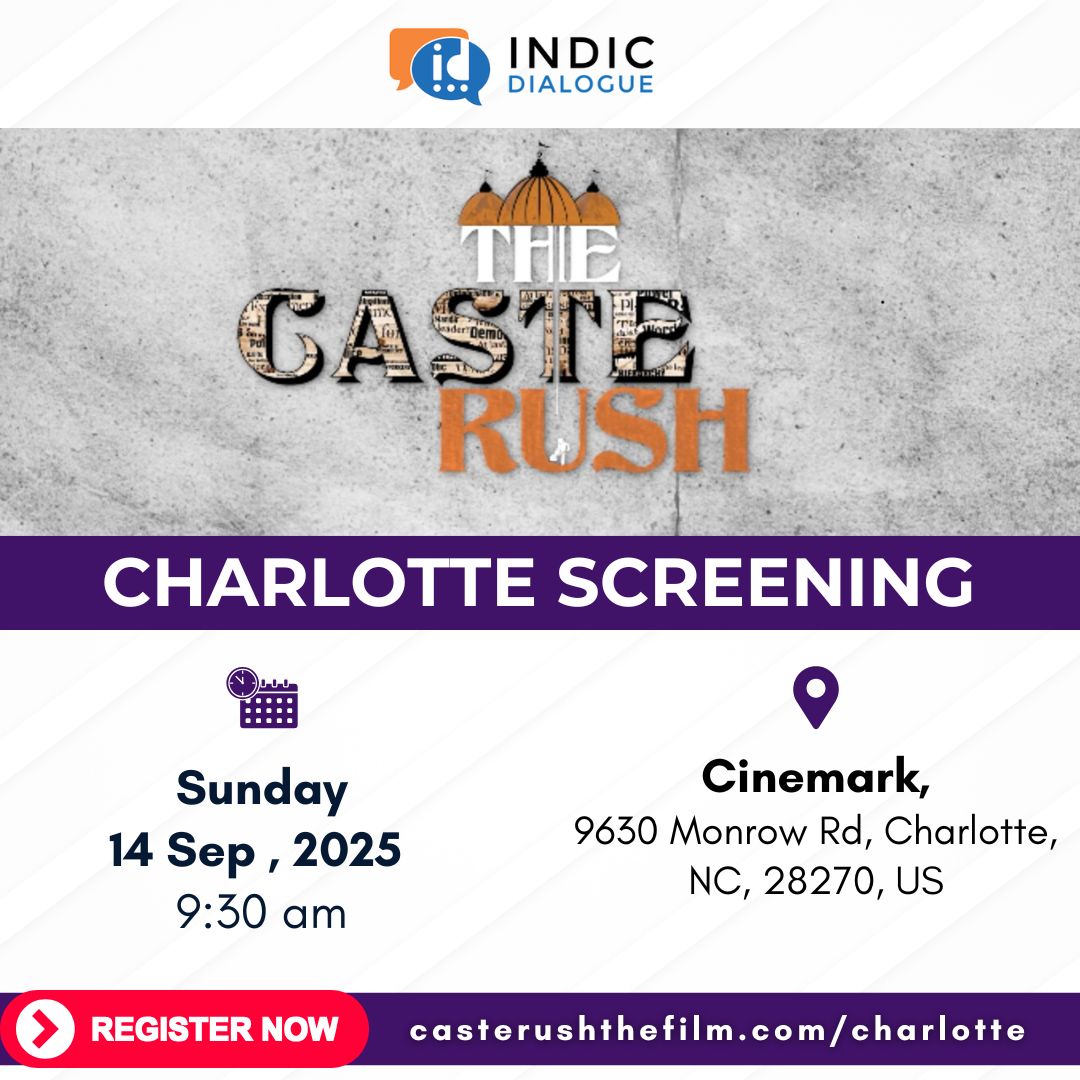 id
INDIC
DIALOGUE
THE
CASTE
RUSH
CHARLOTTE SCREENING
Sunday
14 Sep , 2025
9:30 am
Cinemark,
9630 Monrow Rd, Charlotte,
NC, 28270, US
REGISTER NOW
casterushthefilm.com/charlotte